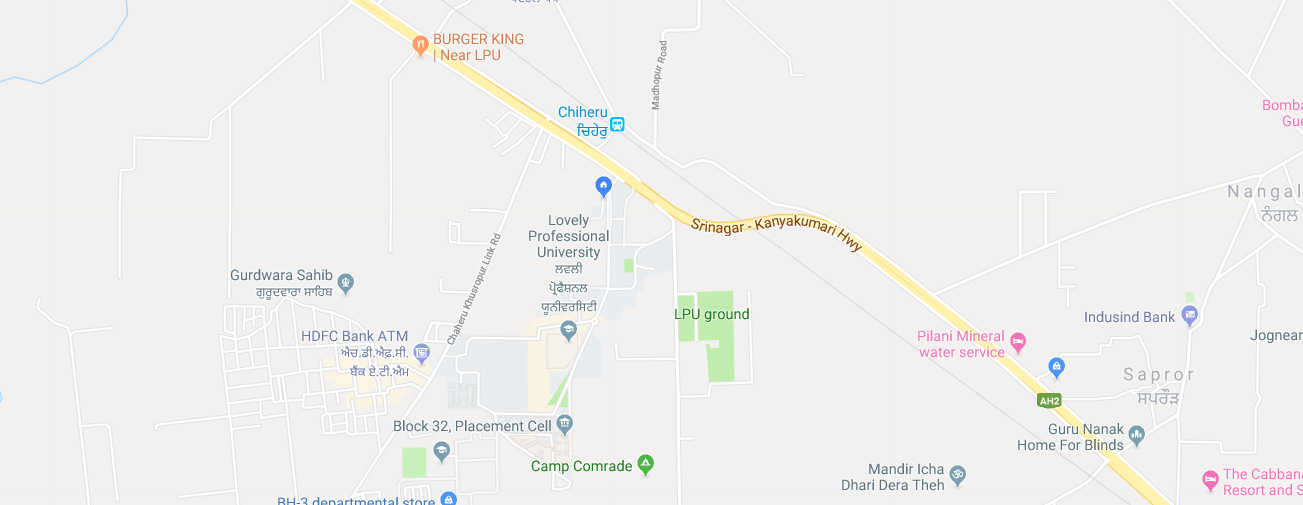 BURGER KING
| Near LPU
Madhopur Road
Chiheru
ਚਿਹੇਰੁ
Bomba
Gue
Nangal
ਨੰਗਲ
Lovely
Professional
University
ਲਵਲੀ
ਪ੍ਰੋਫੈਸ਼ਨਲ
ਯੂਨੀਵਰਸਿਟੀ
Srinagar - Kanyakumari Hwy
Chaheru Khusropur Link Rd
Gurdwara Sahib
ਗੁਰੂਦਵਾਰਾ ਸਾਹਿਬ
LPU ground
HDFC Bank ATM
ਐਚ.ਡੀ.ਐਫ਼.ਸੀ.
ਬੈਂਕ ਏ.ਟੀ.ਐਮ
Indusind Bank
Pilani Mineral
water service
Jognear
Sapror
ਸਪਰੌੜ
AH2
Block 32, Placement Cell
Guru Nanak
Home For Blinds
Camp Comrade
Mandir Icha
Dhari Dera Theh
The Cabbana
Resort and S
BH-3 departmental store